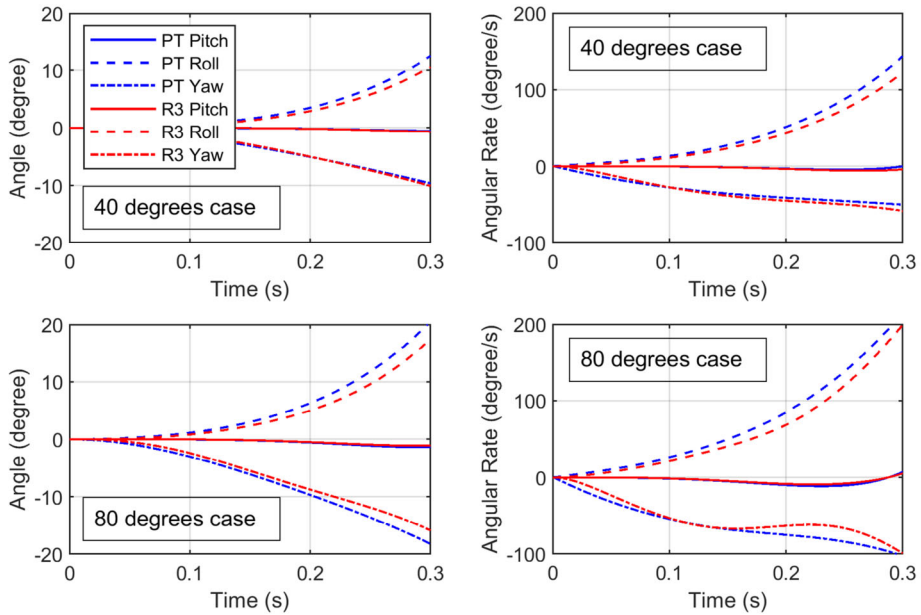 20
10
0
-10
-20
Angle (degree)
PT Pitch
PT Roll
PT Yaw
R3 Pitch
R3 Roll
R3 Yaw
40 degrees case
0
0.1
0.2
0.3
Time (s)
200
100
0
-100
Angular Rate (degree/s)
40 degrees case
0
0.1
0.2
0.3
Time (s)
20
10
0
-10
-20
Angle (degree)
80 degrees case
0
0.1
0.2
0.3
Time (s)
200
100
0
-100
Angular Rate (degree/s)
80 degrees case
0
0.1
0.2
0.3
Time (s)